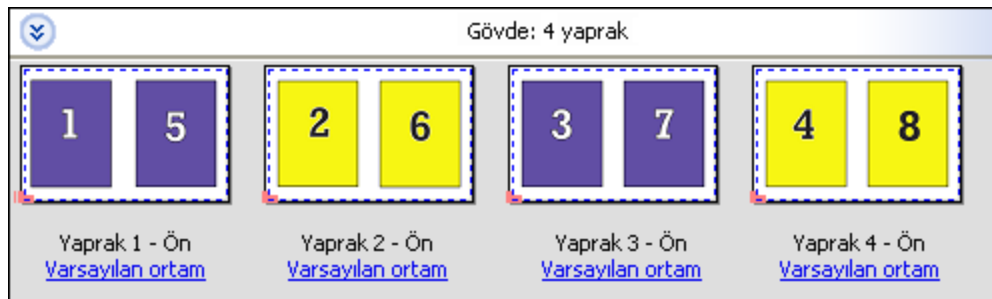 Gövde: 4 yaprak
1 5 2 6 3 7 4 8
Yaprak 1 - Ön Yaprak 2 - Ön Yaprak 3 - Ön Yaprak 4 - Ön
Varsayılan ortam Varsayılan ortam Varsayılan ortam Varsayılan ortam